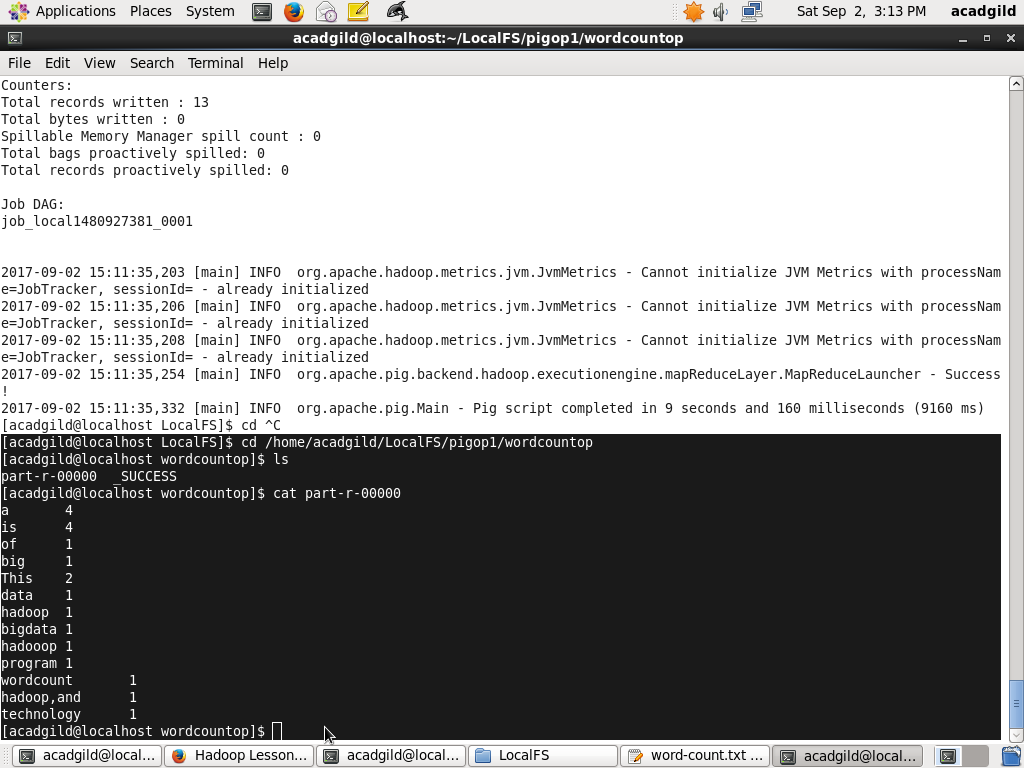 Applications Places System Sat Sep 2, 3:13 PM acadgild
acadgild@localhost:~/LocalFS/pigop1/wordcountop
File Edit View Search Terminal Help
Counters:
Total records written : 13
Total bytes written : 0
Spillable Memory Manager spill count : 0
Total bags proactively spilled: 0
Total records proactively spilled: 0
Job DAG:
job_local1480927381_0001
2017-09-02 15:11:35,203 [main] INFO  org.apache.hadoop.metrics.jvm.JvmMetrics - Cannot initialize JVM Metrics with processNam
e=JobTracker, sessionId= - already initialized
2017-09-02 15:11:35,206 [main] INFO  org.apache.hadoop.metrics.jvm.JvmMetrics - Cannot initialize JVM Metrics with processNam
e=JobTracker, sessionId= - already initialized
2017-09-02 15:11:35,208 [main] INFO  org.apache.hadoop.metrics.jvm.JvmMetrics - Cannot initialize JVM Metrics with processNam
e=JobTracker, sessionId= - already initialized
2017-09-02 15:11:35,254 [main] INFO  org.apache.pig.backend.hadoop.executionengine.mapReduceLayer.MapReduceLauncher - Success
!
2017-09-02 15:11:35,332 [main] INFO  org.apache.pig.Main - Pig script completed in 9 seconds and 160 milliseconds (9160 ms)
[acadgild@localhost LocalFS]$ cd ^C
[acadgild@localhost LocalFS]$ cd /home/acadgild/LocalFS/pigop1/wordcountop
[acadgild@localhost wordcountop]$ ls
part-r-00000  _SUCCESS
[acadgild@localhost wordcountop]$ cat part-r-00000
a 4
is 4
of 1
big 1
This 2
data 1
hadoop 1
bigdata 1
hadooop 1
program 1
wordcount 1
hadoop,and 1
technology 1
[acadgild@localhost wordcountop]$
acadgild@local... Hadoop Lesson... acadgild@local... LocalFS word-count.txt ... acadgild@local...